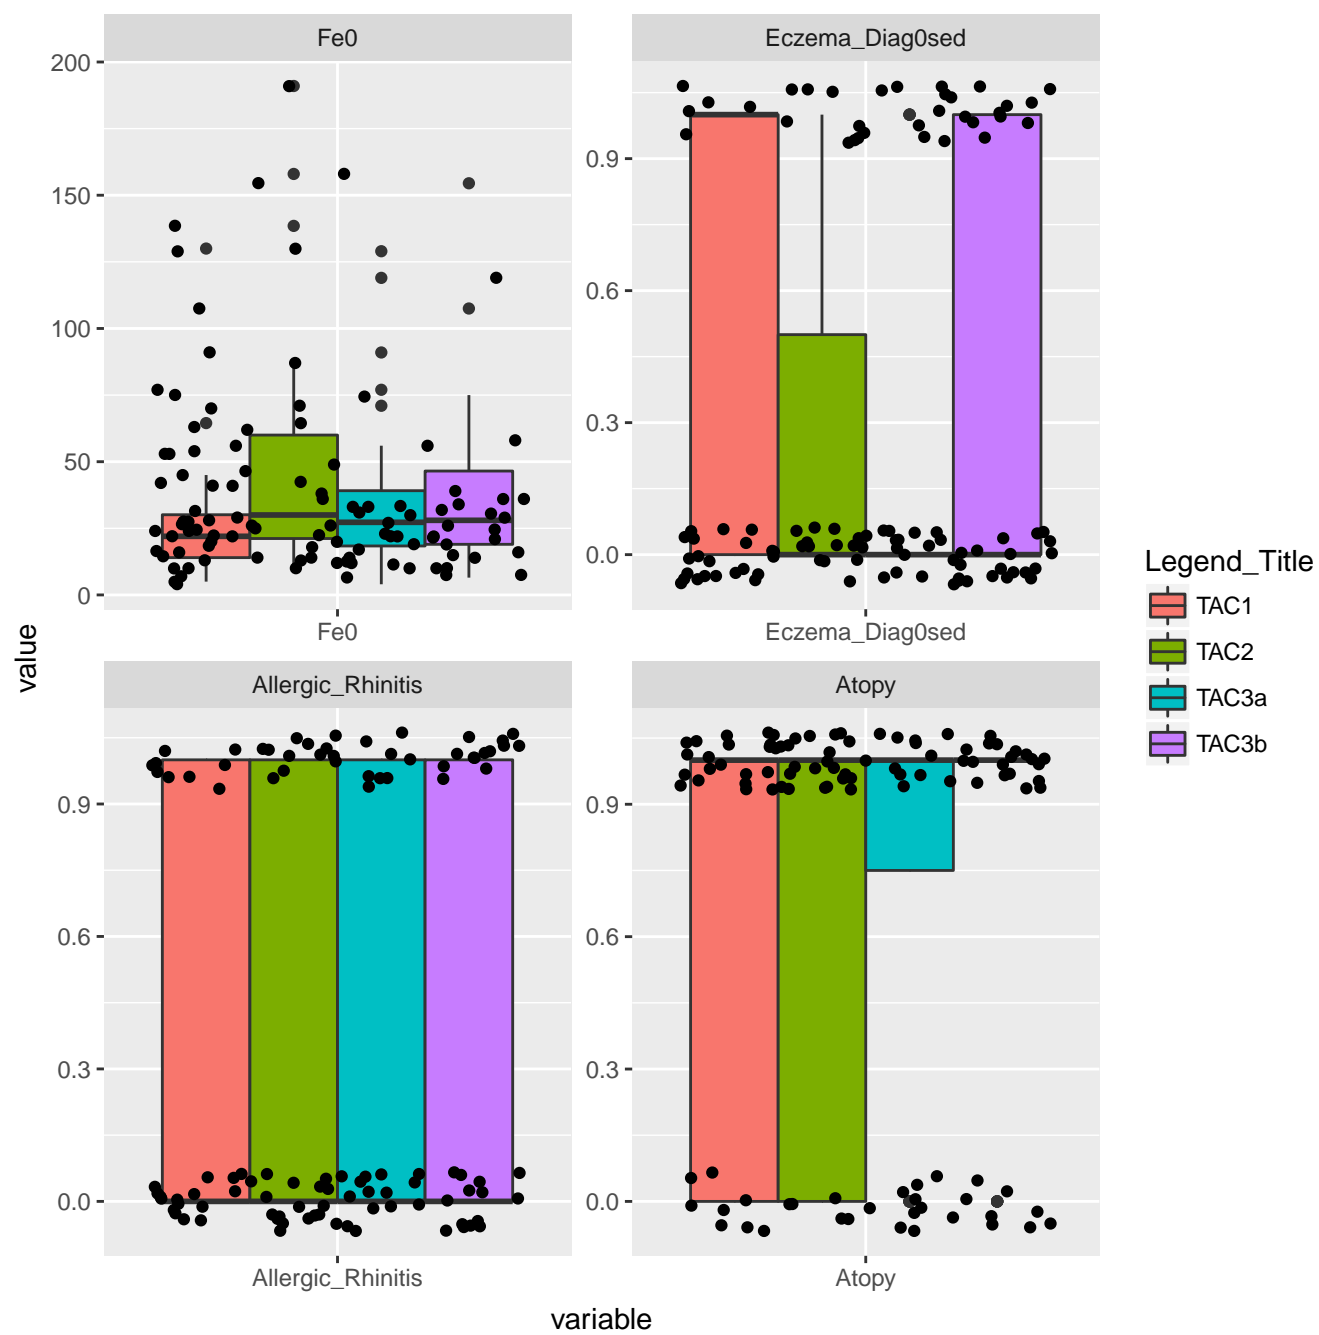 Fe0
Eczema_Diag0sed
200
150
100
50
0
0.9
0.6
0.3
0.0
Fe0
Eczema_Diag0sed
value
Allergic_Rhinitis
Atopy
0.9
0.6
0.3
0.0
0.9
0.6
0.3
0.0
Allergic_Rhinitis
Atopy
variable
Legend_Title
TAC1
TAC2
TAC3a
TAC3b